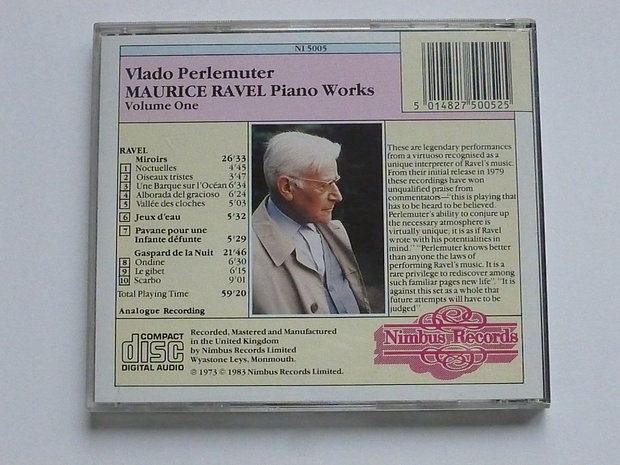 NI 5005
Vlado Perlemuter
MAURICE RAVEL Piano Works
Volume One
5 014827 500525
RAVEL
Miroirs 26'33
1 Noctuelles 4'45
2 Oiseaux tristes 3'47
3 Une Barque sur l'Océan 6'34
4 Alborada del gracioso 6'24
5 Vallée des cloches 5'03
6 Jeux d'eau 5'32
7 Pavane pour une
Infante défunte 5'29
Gaspard de la Nuit 21'46
8 Ondine 6'30
9 Le gibet 6'15
10 Scarbo 9'01
Total Playing Time 59'20
Analogue Recording
These are legendary performances
from a virtuoso recognised as a
unique interpreter of Ravel's music.
From their initial release in 1979
these recordings have won
unqualified praise from
commentators—"this is playing that
has to be heard to be believed.
Perlemuter's ability to conjure up
the necessary atmosphere is
virtually unique; it is as if Ravel
wrote with his potentialities in
mind." "Perlemuter knows better
than anyone the laws of
performing Ravel's music. It is a
rare privilege to rediscover among
such familiar pages new life". "It is
against this set as a whole that
future attempts will have to be
judged"
COMPACT
disc
DIGITAL AUDIO
Recorded, Mastered and Manufactured
in the United Kingdom
by Nimbus Records Limited
Wyastone Leys, Monmouth.
℗ 1973 © 1983 Nimbus Records Limited.
Nimbus Records